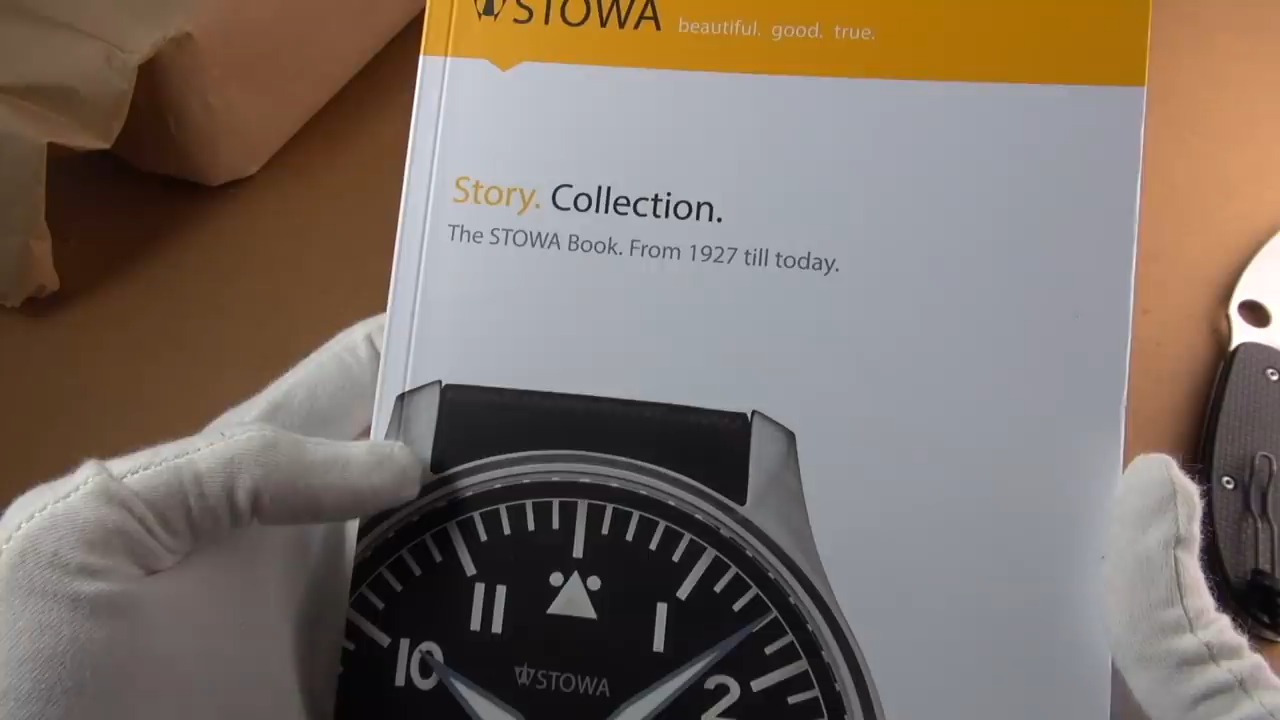 STOWA beautiful. good. true.
Story. Collection.
The STOWA Book. From 1927 till today.
11 1
10 2
STOWA